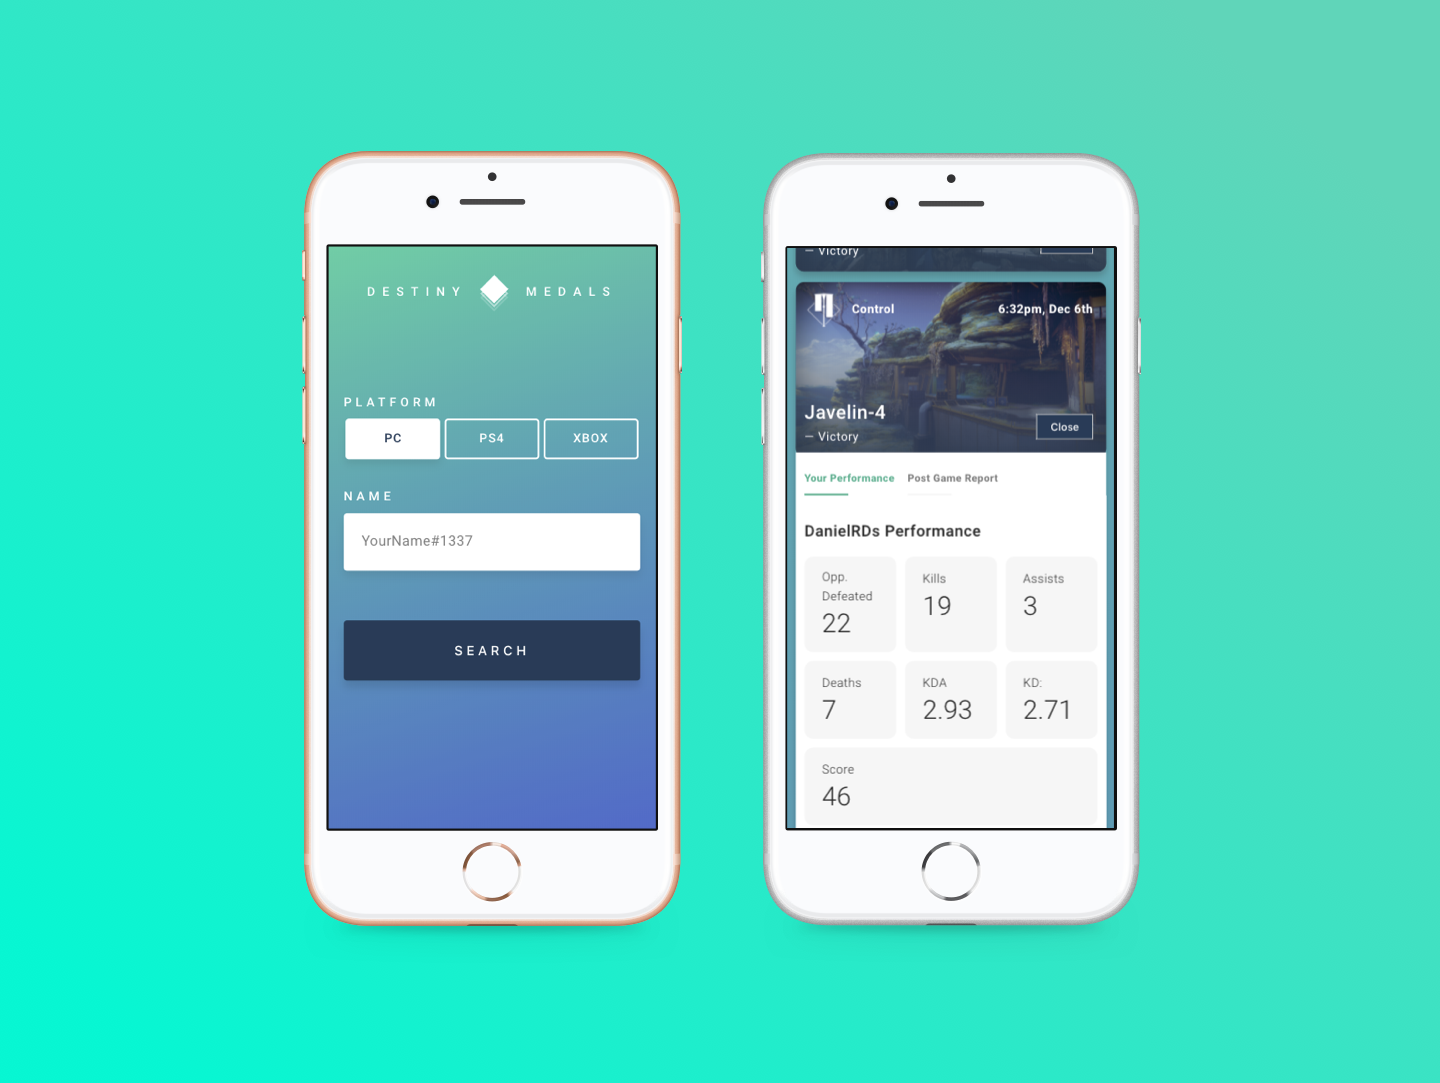 DESTINY MEDALS
PLATFORM
PC PS4 XBOX
NAME
YourName#1337
SEARCH
— Victory
Control 6:32pm, Dec 6th
Javelin-4
— Victory
Close
Your Performance Post Game Report
DanielRDs Performance
Opp.
Defeated
22
Kills
19
Assists
3
Deaths
7
KDA
2.93
KD:
2.71
Score
46